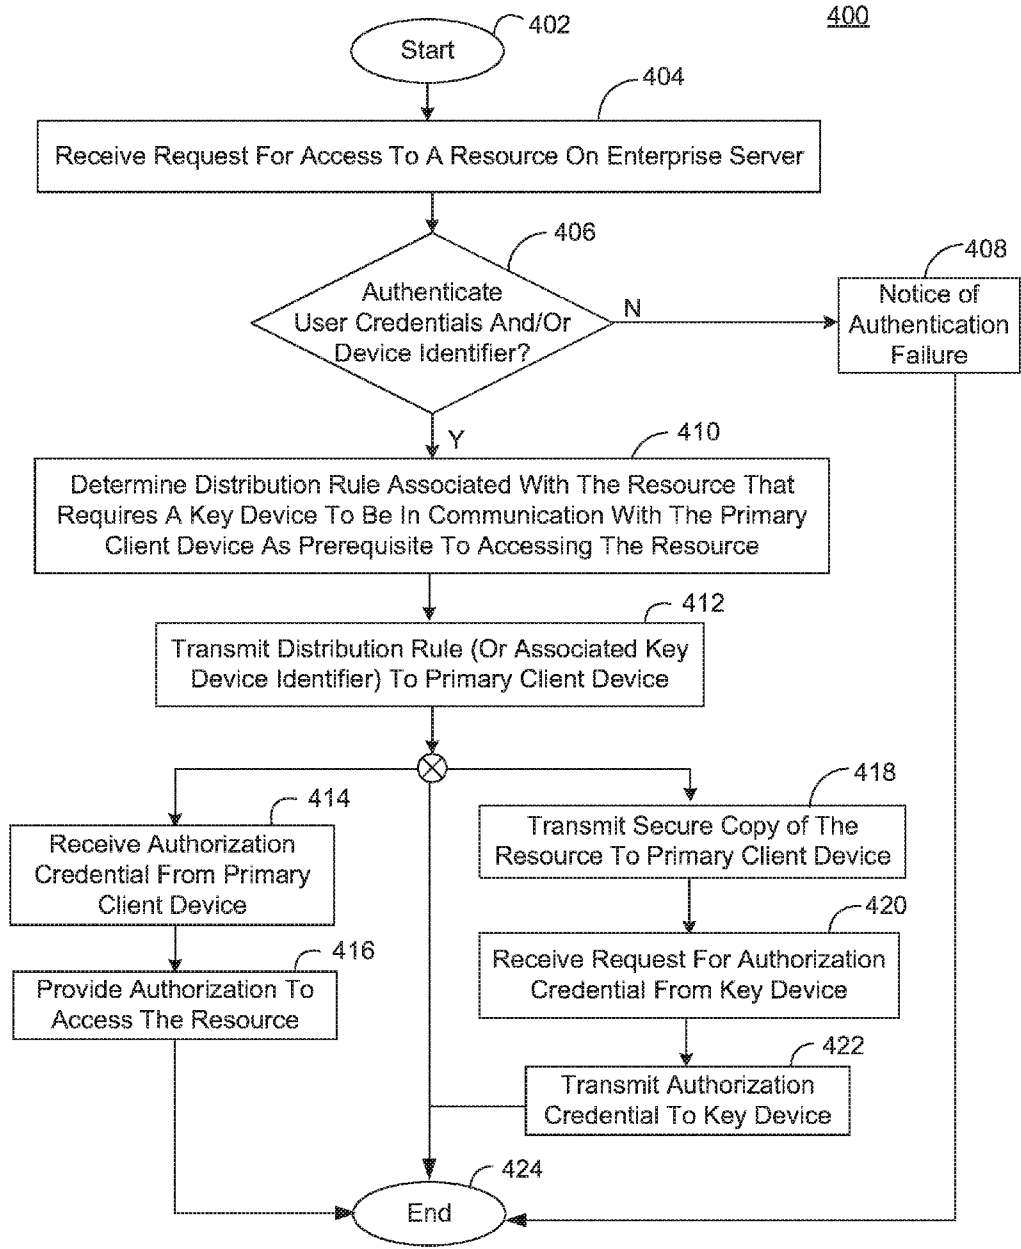 400
402
Start
404
Receive Request For Access To A Resource On Enterprise Server
406
Authenticate
User Credentials And/Or
Device Identifier?
N
408
Notice of
Authentication
Failure
Y
410
Determine Distribution Rule Associated With The Resource That
Requires A Key Device To Be In Communication With The Primary
Client Device As Prerequisite To Accessing The Resource
412
Transmit Distribution Rule (Or Associated Key
Device Identifier) To Primary Client Device
414
Receive Authorization
Credential From Primary
Client Device
416
Provide Authorization To
Access The Resource
418
Transmit Secure Copy of The
Resource To Primary Client Device
420
Receive Request For Authorization
Credential From Key Device
422
Transmit Authorization
Credential To Key Device
424
End